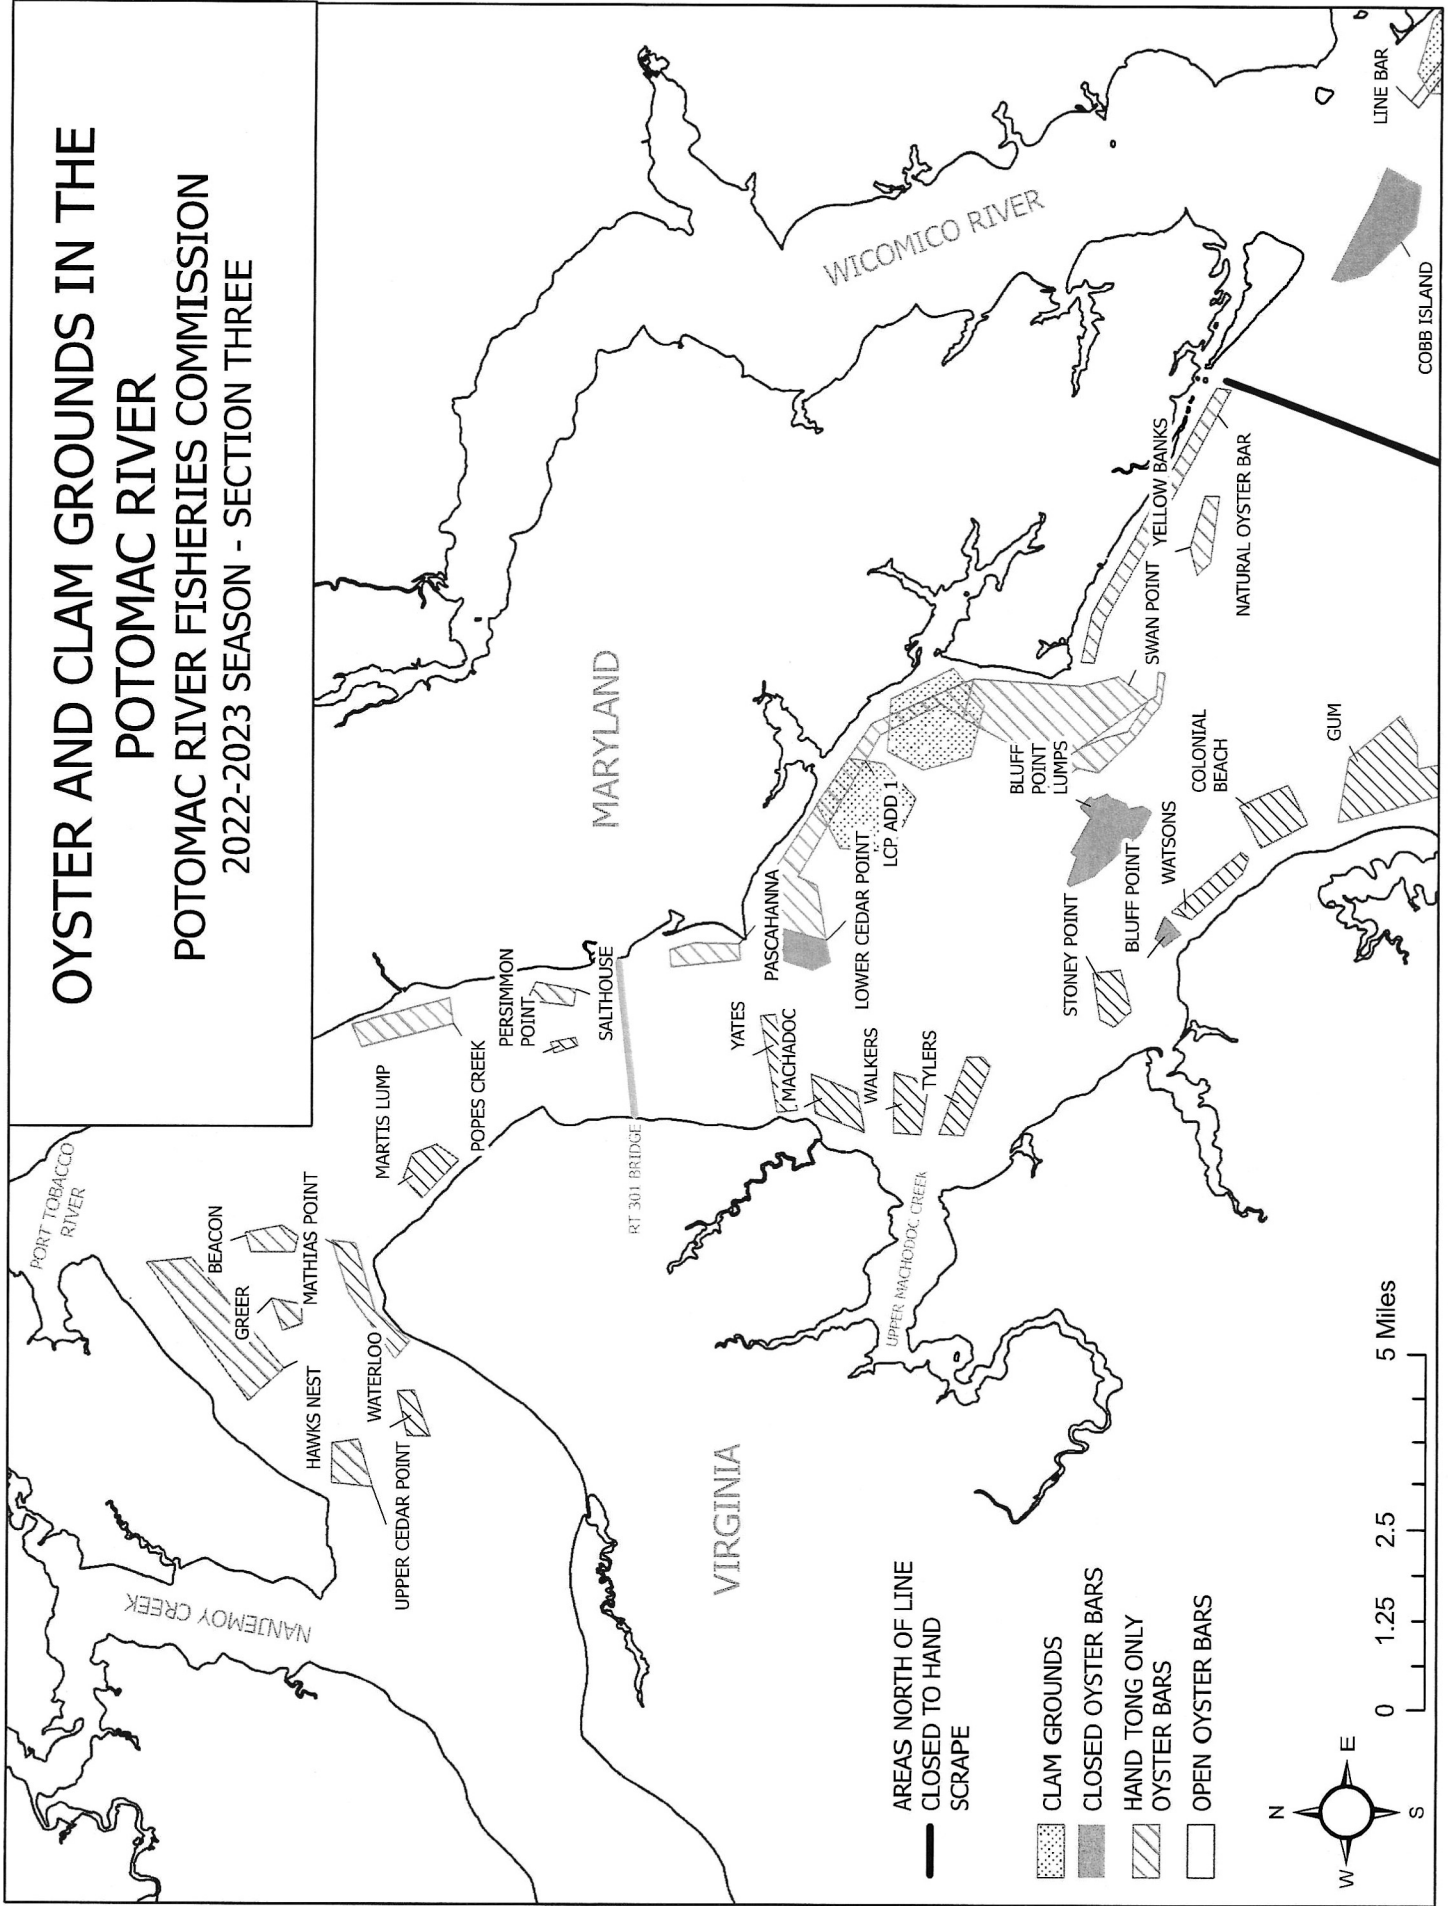 OYSTER AND CLAM GROUNDS IN THE
POTOMAC RIVER
POTOMAC RIVER FISHERIES COMMISSION
2022-2023 SEASON - SECTION THREE
PORT TOBACCO
RIVER
NANJEMOY CREEK
BEACON
GREER
MATHIAS POINT
HAWKS NEST
WATERLOO
UPPER CEDAR POINT
MARTIS LUMP
POPES CREEK
PERSIMMON
POINT
SALTHOUSE
RT 301 BRIDGE
MARYLAND
VIRGINIA
WICOMICO RIVER
YATES
MACHADOC
PASCAHANNA
LOWER CEDAR POINT
LCP ADD 1
WALKERS
TYLERS
UPPER MACHODOC CREEK
BLUFF
POINT
LUMPS
SWAN POINT
YELLOW BANKS
NATURAL OYSTER BAR
STONEY POINT
BLUFF POINT
WATSONS
COLONIAL
BEACH
GUM
COBB ISLAND
LINE BAR
AREAS NORTH OF LINE
CLOSED TO HAND
SCRAPE
CLAM GROUNDS
CLOSED OYSTER BARS
HAND TONG ONLY
OYSTER BARS
OPEN OYSTER BARS
N
W
E
S
0 1.25 2.5 5 Miles